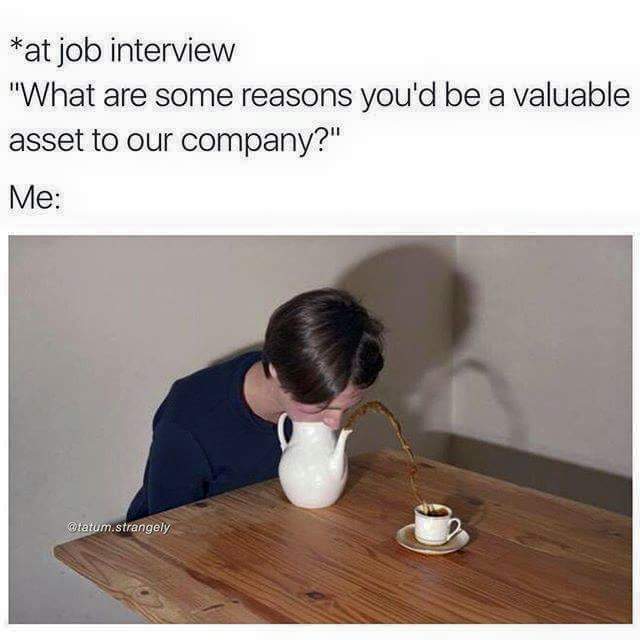 *at job interview
"What are some reasons you'd be a valuable
asset to our company?"
Me:
@tatum.strangely